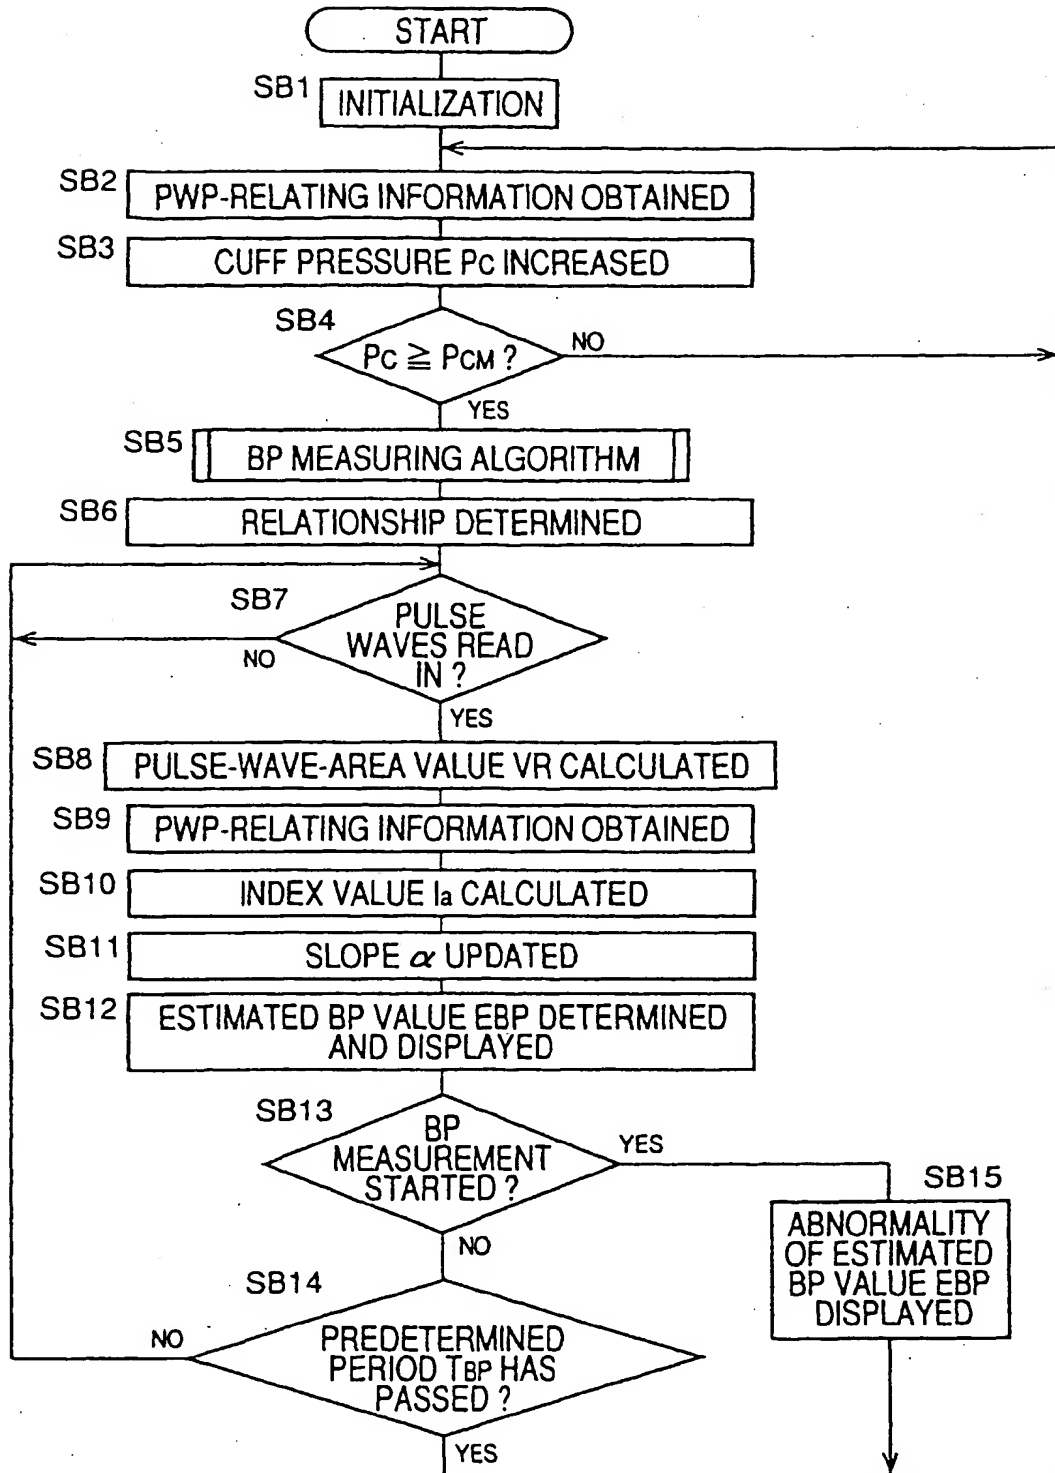 START
SB1
INITIALIZATION
SB2
PWP-RELATING INFORMATION OBTAINED
SB3
CUFF PRESSURE PC INCREASED
SB4
PC ≧ PCM ?
NO
YES
SB5
BP MEASURING ALGORITHM
SB6
RELATIONSHIP DETERMINED
SB7
PULSE
WAVES READ
IN ?
NO
YES
SB8
PULSE-WAVE-AREA VALUE VR CALCULATED
SB9
PWP-RELATING INFORMATION OBTAINED
SB10
INDEX VALUE Ia CALCULATED
SB11
SLOPE α UPDATED
SB12
ESTIMATED BP VALUE EBP DETERMINED
AND DISPLAYED
SB13
BP
MEASUREMENT
STARTED ?
YES
NO
SB15
ABNORMALITY
OF ESTIMATED
BP VALUE EBP
DISPLAYED
SB14
PREDETERMINED
PERIOD TBP HAS
PASSED ?
NO
YES